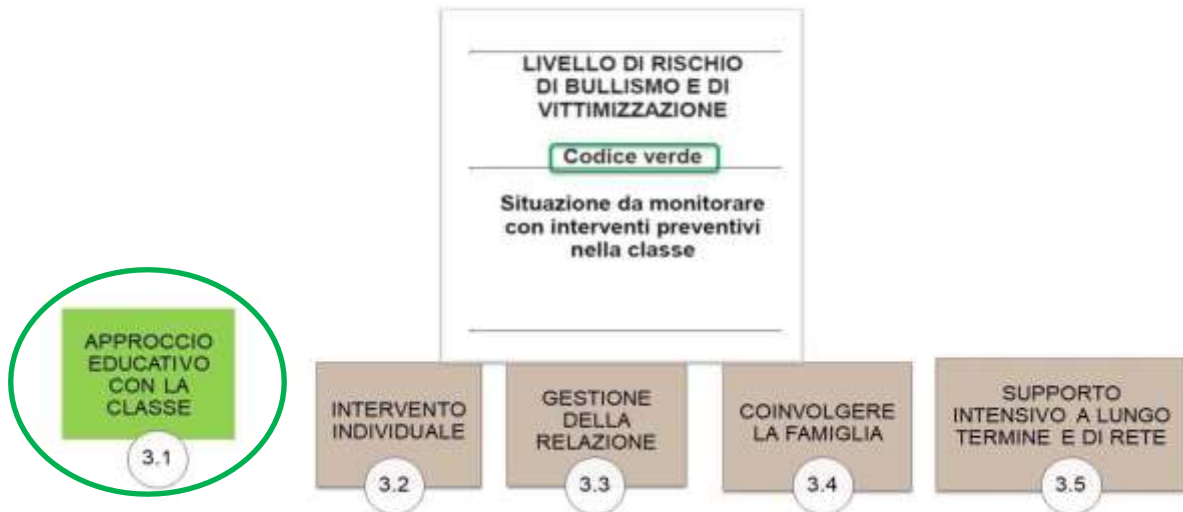 LIVELLO DI RISCHIO
DI BULLISMO E DI
VITTIMIZZAZIONE
Codice verde
Situazione da monitorare
con interventi preventivi
nella classe
APPROCCIO
EDUCATIVO
CON LA
CLASSE
3.1
INTERVENTO
INDIVIDUALE
3.2
GESTIONE
DELLA
RELAZIONE
3.3
COINVOLGERE
LA FAMIGLIA
3.4
SUPPORTO
INTENSIVO A LUNGO
TERMINE E DI RETE
3.5